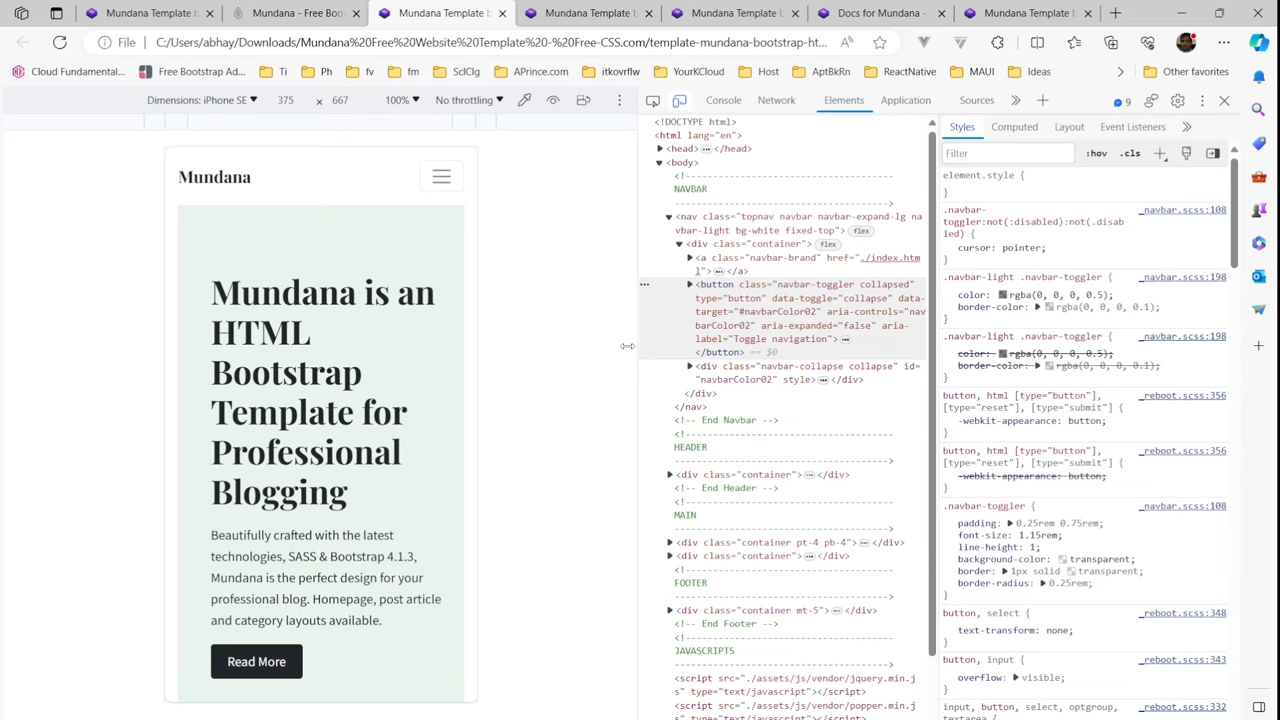 Mundana
Mundana - Free Boo
Mundana Template b
Mundana Template b
Mundana Template b
Docs for Mundana -
Mundana Template b
File C:/Users/abhay/Downloads/Mundana%20Free%20Website%20Template%20-%20Free-CSS.com/template-mundana-bootstrap-ht...
Cloud Fundamental...
Free Bootstrap Ad...
Ti
Ph
fv
fm
SclClg
APrince.com
itkovrflw
YourKCloud
Host
AptBkRn
ReactNative
MAUI
Ideas
Other favorites
Dimensions: iPhone SE 375 × 667 100% No throttling
Mundana
Mundana is an
HTML
Bootstrap
Template for
Professional
Blogging
Beautifully crafted with the latest
technologies, SASS & Bootstrap 4.1.3,
Mundana is the perfect design for your
professional blog. Homepage, post article
and category layouts available.
Read More
Console Network Elements Application Sources 9
<!DOCTYPE html>
<html lang="en">
<head> </head>
<body>
<!--------------------------------------
NAVBAR
--------------------------------------->
<nav class="topnav navbar navbar-expand-lg na
vbar-light bg-white fixed-top"> flex
<div class="container"> flex
<a class="navbar-brand" href="./index.htm
l"> </a>
<button class="navbar-toggler collapsed"
type="button" data-toggle="collapse" data-
target="#navbarColor02" aria-controls="nav
barColor02" aria-expanded="false" aria-
label="Toggle navigation">
</button> == $0
<div class="navbar-collapse collapse" id=
"navbarColor02" style> </div>
</div>
</nav>
<!-- End Navbar -->
<!--------------------------------------
HEADER
--------------------------------------->
<div class="container"> </div>
<!-- End Header -->
<!--------------------------------------
MAIN
--------------------------------------->
<div class="container pt-4 pb-4"> </div>
<div class="container"> </div>
<!--------------------------------------
FOOTER
--------------------------------------->
<div class="container mt-5"> </div>
<!-- End Footer -->
<!--------------------------------------
JAVASCRIPTS
--------------------------------------->
<script src="./assets/js/vendor/jquery.min.j
s" type="text/javascript"></script>
<script src="./assets/js/vendor/popper.min.j
s" type="text/javascript"></script>
Styles Computed Layout Event Listeners
Filter :hov .cls
element.style {
}
.navbar- _navbar.scss:108
toggler:not(:disabled):not(.disab
led) {
cursor: pointer;
}
.navbar-light .navbar-toggler { _navbar.scss:198
color: rgba(0, 0, 0, 0.5);
border-color: rgba(0, 0, 0, 0.1);
}
.navbar-light .navbar-toggler { _navbar.scss:198
color: rgba(0, 0, 0, 0.5);
border-color: rgba(0, 0, 0, 0.1);
}
button, html [type="button"], _reboot.scss:356
[type="reset"], [type="submit"] {
-webkit-appearance: button;
}
button, html [type="button"], _reboot.scss:356
[type="reset"], [type="submit"] {
-webkit-appearance: button;
}
.navbar-toggler { _navbar.scss:108
padding: 0.25rem 0.75rem;
font-size: 1.15rem;
line-height: 1;
background-color: transparent;
border: 1px solid transparent;
border-radius: 0.25rem;
}
button, select { _reboot.scss:348
text-transform: none;
}
button, input { _reboot.scss:343
overflow: visible;
}
input, button, select, optgroup, _reboot.scss:332
textarea {